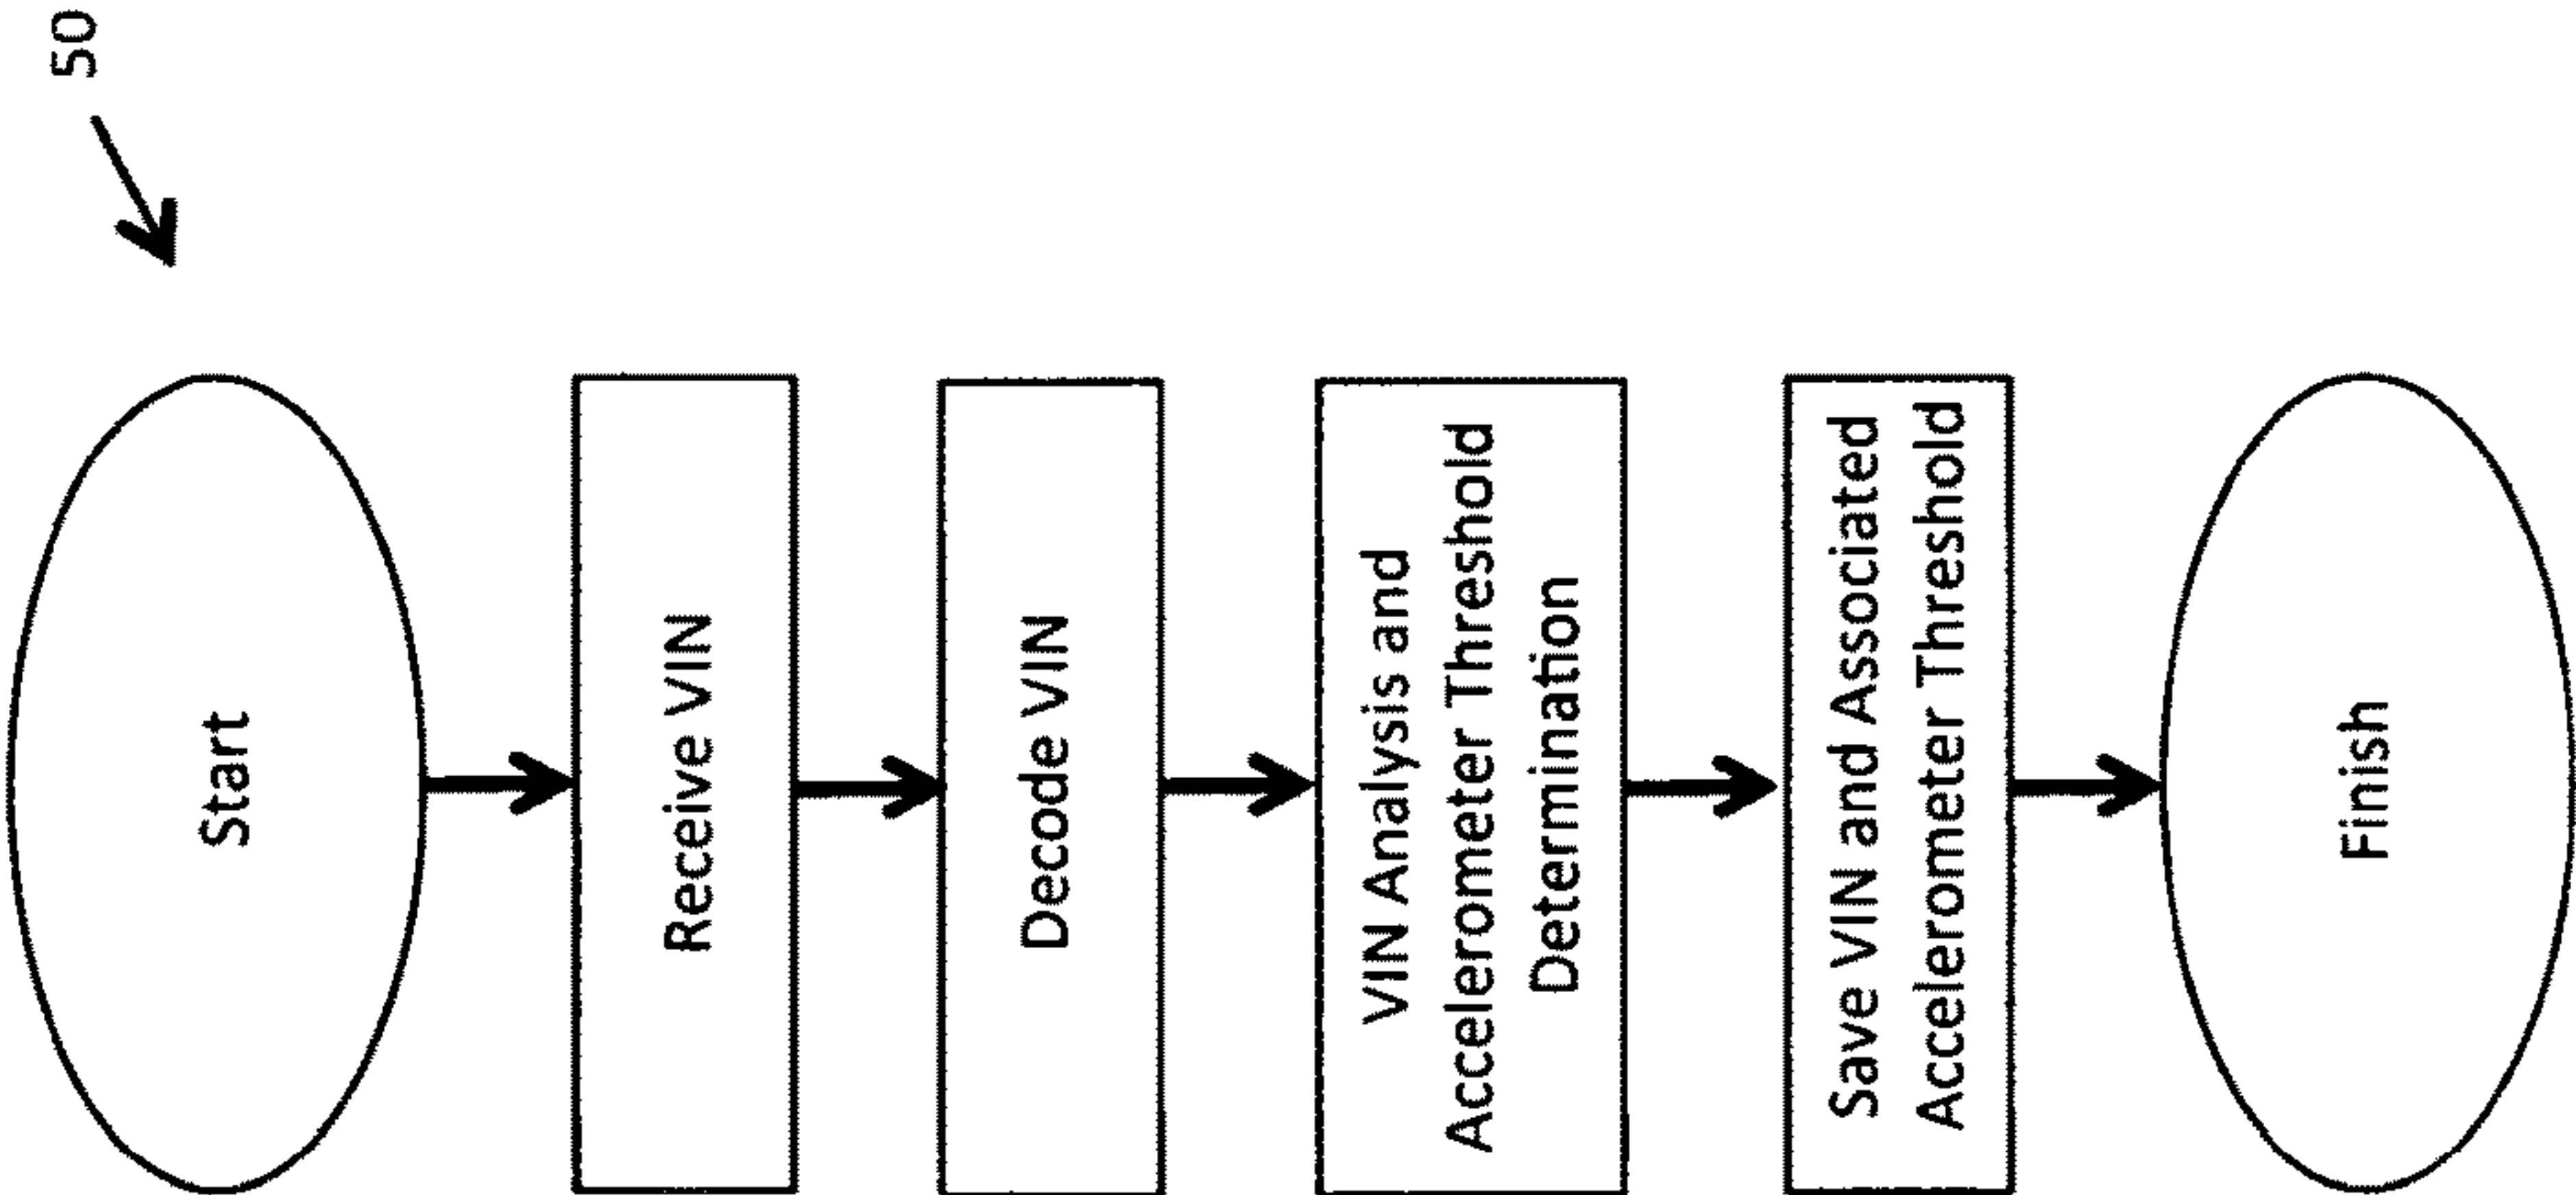 50
Start
Receive VIN
Decode VIN
VIN Analysis and
Accelerometer Threshold
Determination
Save VIN and Associated
Accelerometer Threshold
Finish